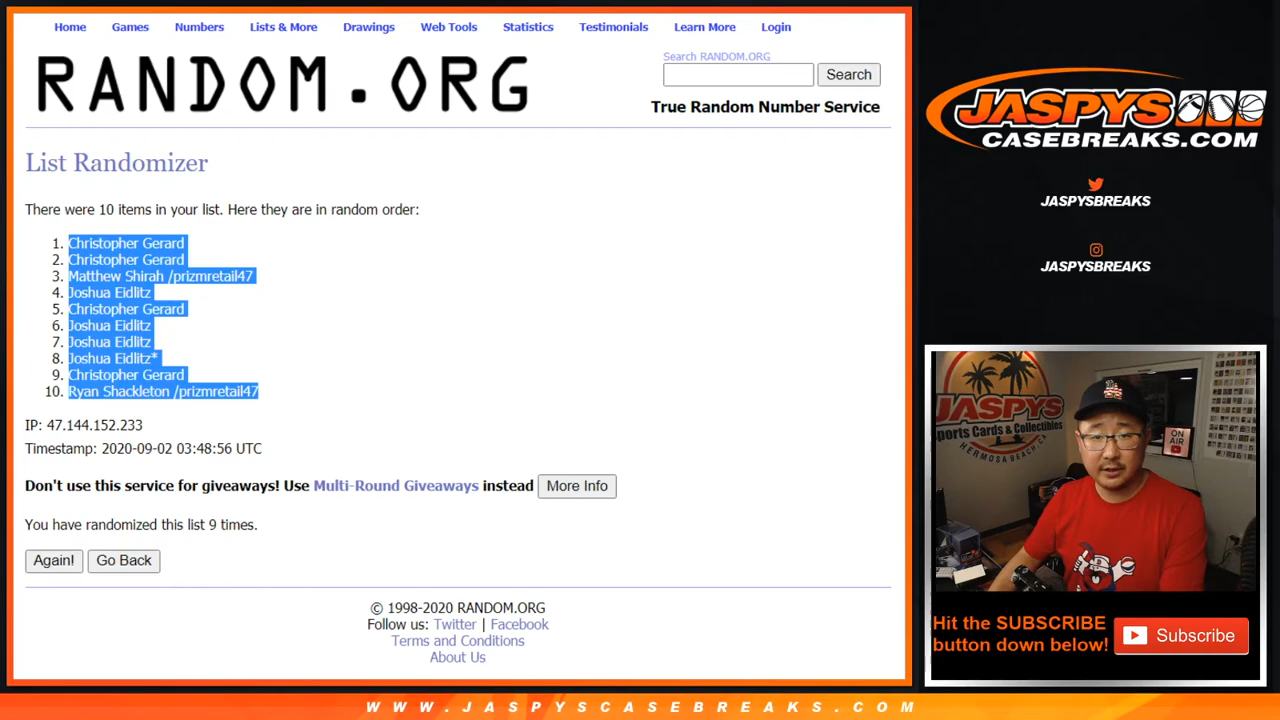 Home Games Numbers Lists & More Drawings Web Tools Statistics Testimonials Learn More Login
RANDOM.ORG
Search RANDOM.ORG
Search
True Random Number Service
List Randomizer
There were 10 items in your list. Here they are in random order:
1. Christopher Gerard
2. Christopher Gerard
3. Matthew Shirah /prizmretail47
4. Joshua Eidlitz
5. Christopher Gerard
6. Joshua Eidlitz
7. Joshua Eidlitz
8. Joshua Eidlitz*
9. Christopher Gerard
10. Ryan Shackleton /prizmretail47
IP: 47.144.152.233
Timestamp: 2020-09-02 03:48:56 UTC
Don't use this service for giveaways! Use Multi-Round Giveaways instead More Info
You have randomized this list 9 times.
Again! Go Back
© 1998-2020 RANDOM.ORG
Follow us: Twitter | Facebook
Terms and Conditions
About Us
JASPYS
CASEBREAKS.COM
JASPYSBREAKS
JASPYSBREAKS
JASPYS
Sports Cards & Collectibles
HERMOSA BEACH, CA
ON AIR
Hit the SUBSCRIBE
button down below!
Subscribe
WWW.JASPYSCASEBREAKS.COM